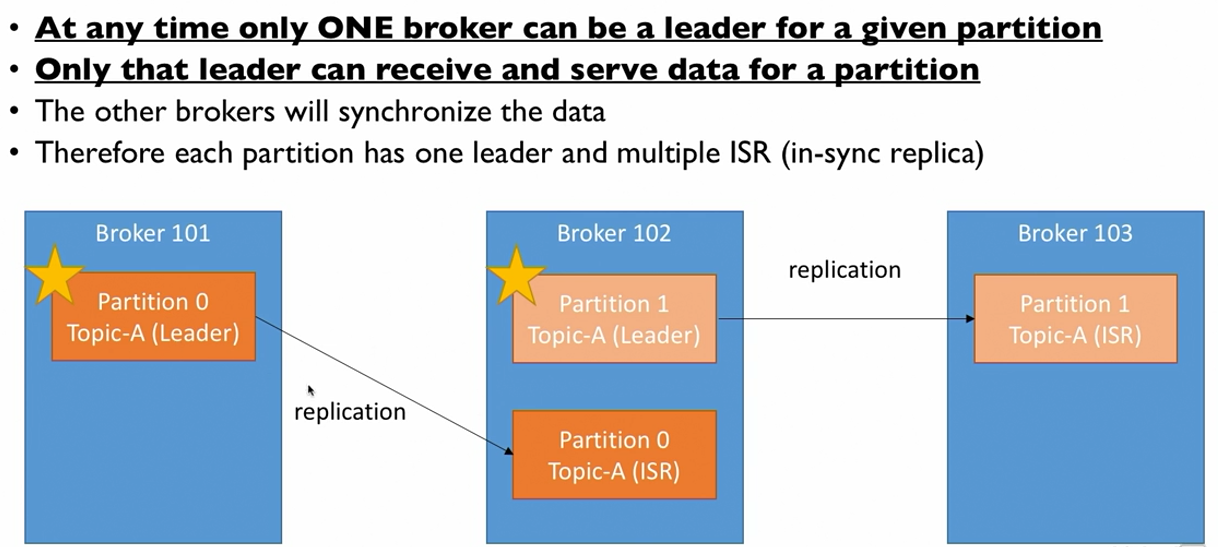 • At any time only ONE broker can be a leader for a given partition
• Only that leader can receive and serve data for a partition
• The other brokers will synchronize the data
• Therefore each partition has one leader and multiple ISR (in-sync replica)
Broker 101
Partition 0
Topic-A (Leader)
replication
Broker 102
Partition 1
Topic-A (Leader)
Partition 0
Topic-A (ISR)
replication
Broker 103
Partition 1
Topic-A (ISR)